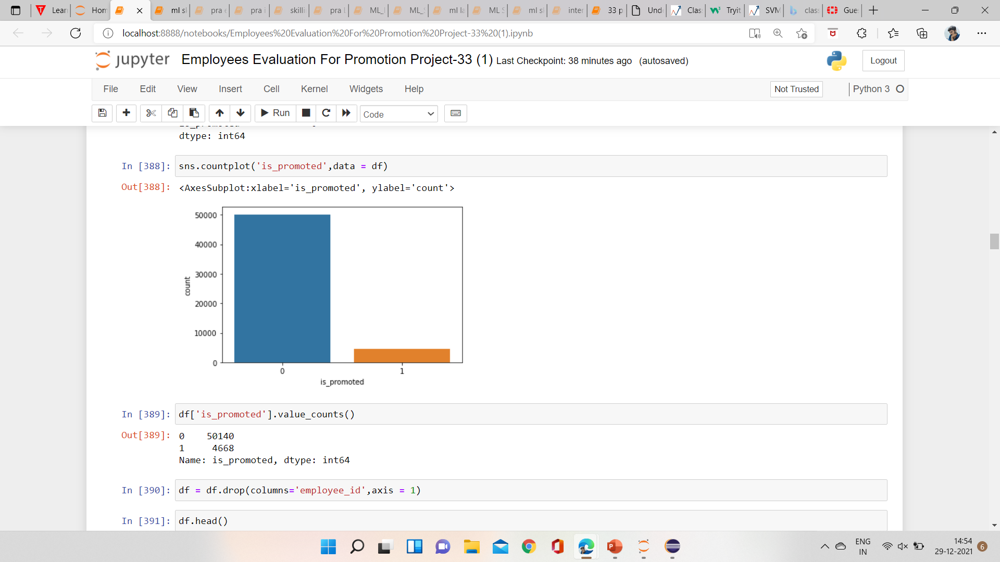 Lear
Hom
ml sl
pra e
pra i
skillin
pra L
ML_I
ML_S
ml la
ML S
ml sl
inter
33 p
Und
Clas
Tryit
SVM
class
Gue
localhost:8888/notebooks/Employees%20Evaluation%20For%20Promotion%20Project-33%20(1).ipynb
jupyter Employees Evaluation For Promotion Project-33 (1) Last Checkpoint: 38 minutes ago (autosaved)
Logout
File Edit View Insert Cell Kernel Widgets Help
Not Trusted
Python 3
Run
Code
dtype: int64
In [388]: sns.countplot('is_promoted',data = df)
Out[388]: <AxesSubplot:xlabel='is_promoted', ylabel='count'>
50000
40000
30000
20000
10000
0
count
0 1
is_promoted
In [389]: df['is_promoted'].value_counts()
Out[389]: 0 50140
1 4668
Name: is_promoted, dtype: int64
In [390]: df = df.drop(columns='employee_id',axis = 1)
In [391]: df.head()
ENG
IN
14:54
29-12-2021
6